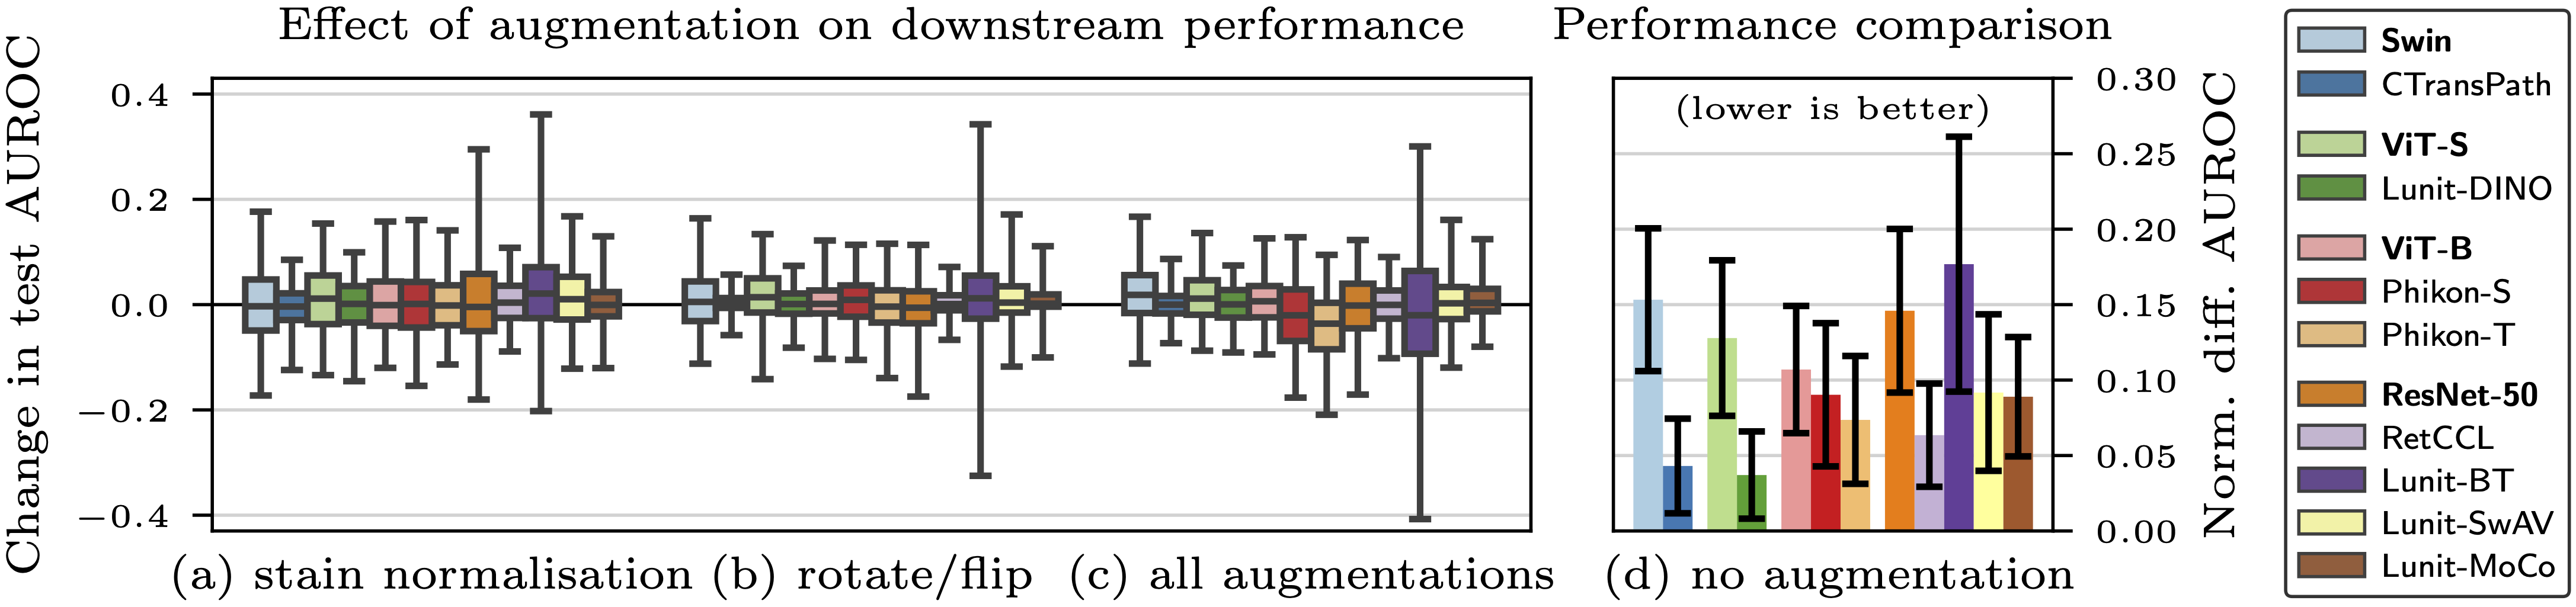 Effect of augmentation on downstream performance
Performance comparison
Change in test AUROC
0.4
0.2
0.0
−0.2
−0.4
(a) stain normalisation
(b) rotate/flip
(c) all augmentations
(lower is better)
0.30
0.25
0.20
0.15
0.10
0.05
0.00
Norm. diff. AUROC
(d) no augmentation
Swin
CTransPath
ViT-S
Lunit-DINO
ViT-B
Phikon-S
Phikon-T
ResNet-50
RetCCL
Lunit-BT
Lunit-SwAV
Lunit-MoCo